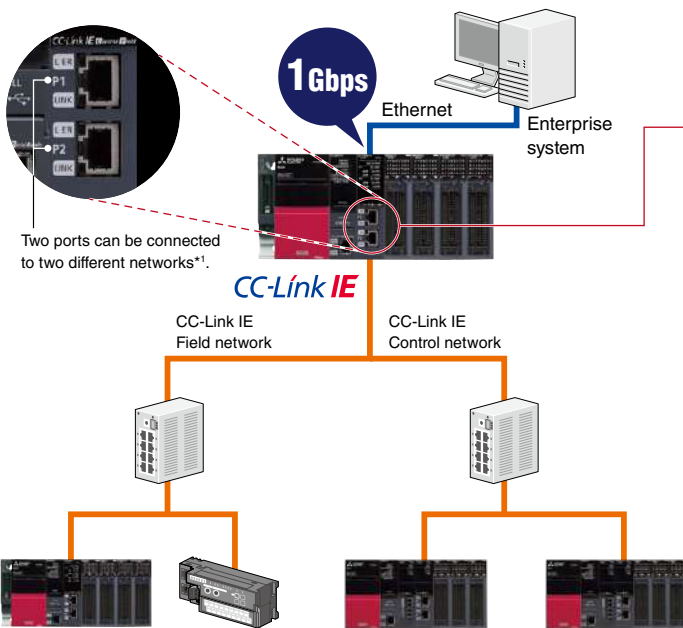 CC-Link IE
L ER
P1
LINK
L ER
P2
LINK
1Gbps
Ethernet
Enterprise
system
Two ports can be connected
to two different networks*1.
CC-Link IE
CC-Link IE
Field network
CC-Link IE
Control network